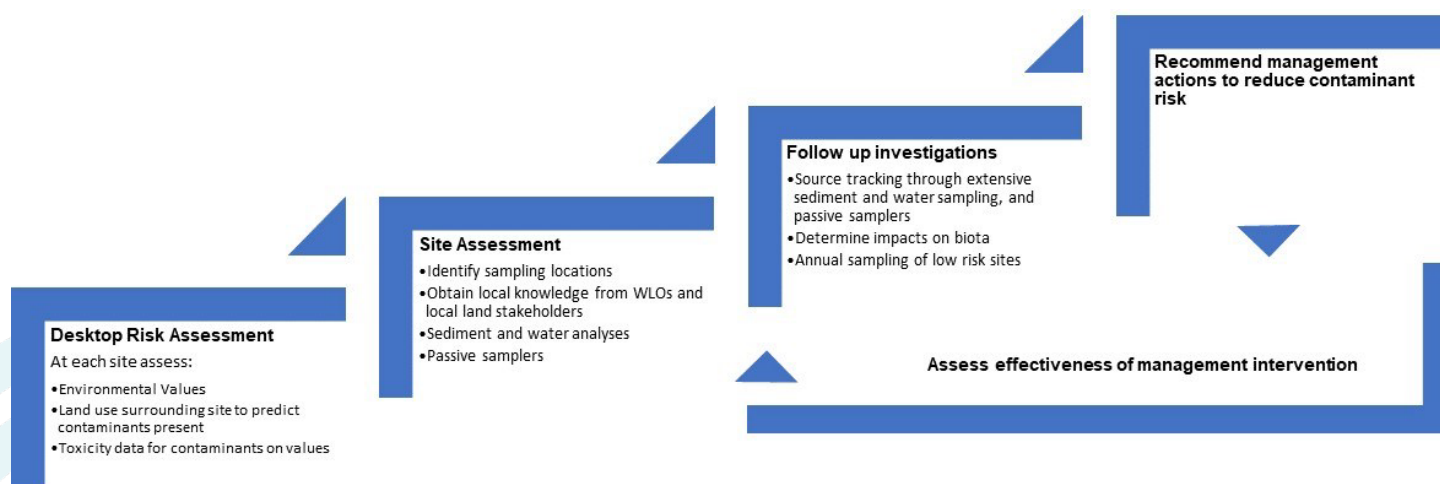 Desktop Risk Assessment
At each site assess:
•Environmental Values
•Land use surrounding site to predict
contaminants present
•Toxicity data for contaminants on values
Site Assessment
•Identify sampling locations
•Obtain local knowledge from WLOs and
local land stakeholders
•Sediment and water analyses
•Passive samplers
Follow up investigations
•Source tracking through extensive
sediment and water sampling, and
passive samplers
•Determine impacts on biota
•Annual sampling of low risk sites
Recommend management
actions to reduce contaminant
risk
Assess effectiveness of management intervention